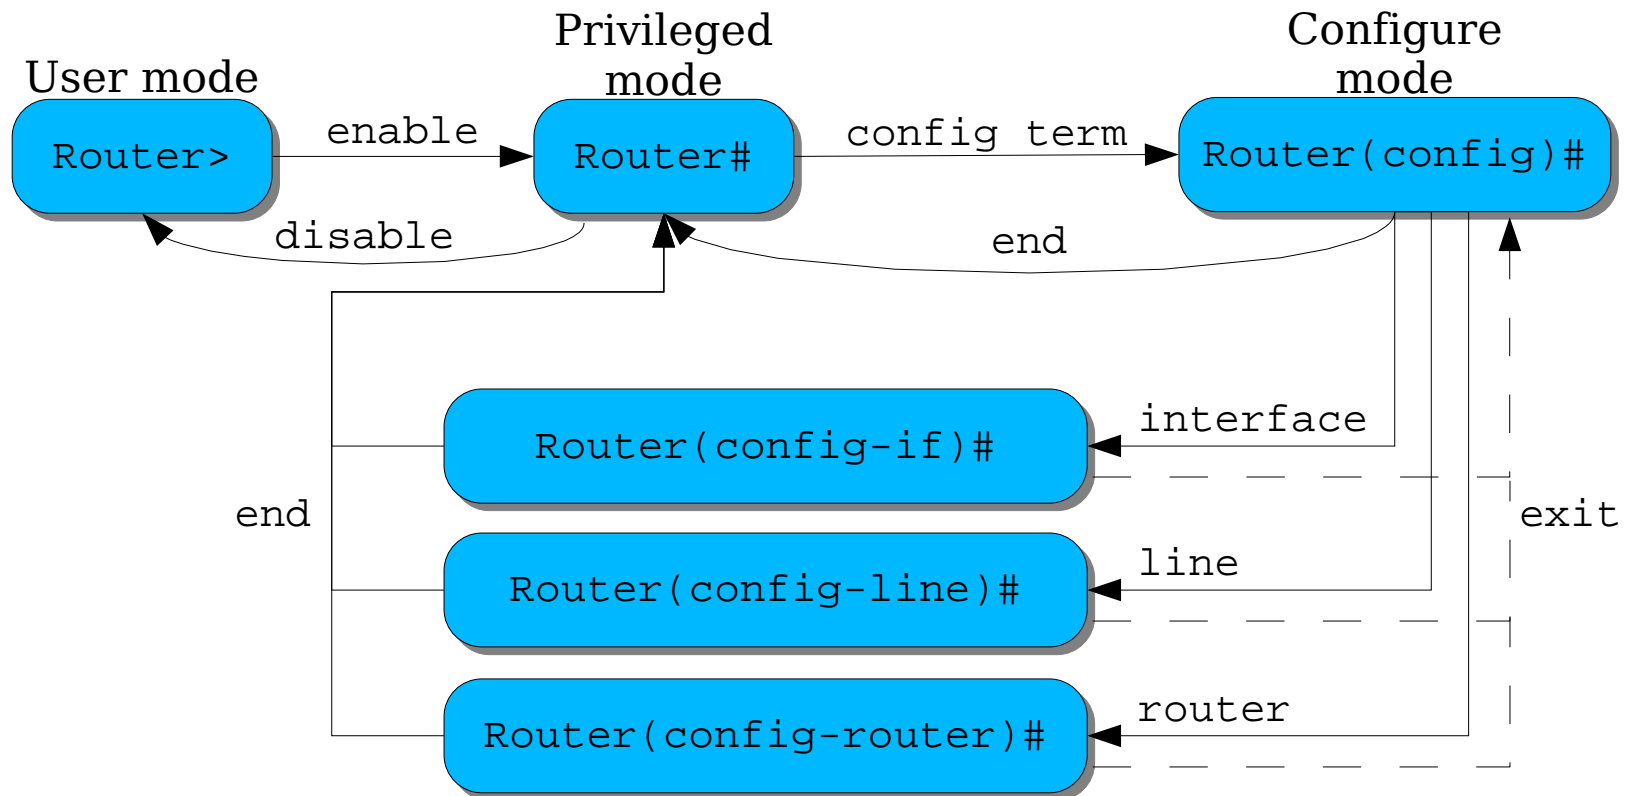 User mode
Privileged
mode
Configure
mode
Router>
enable
Router#
config term
Router(config)#
disable
end
Router(config-if)#
interface
end
exit
Router(config-line)#
line
Router(config-router)#
router